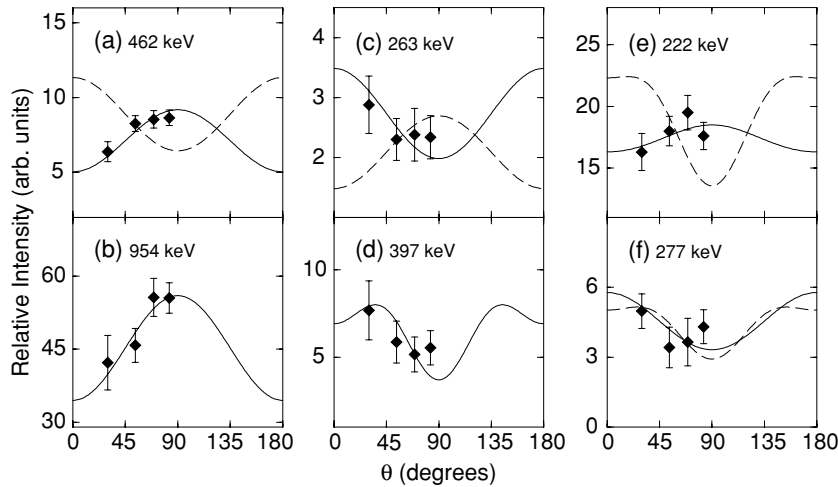 Relative Intensity (arb. units)
(a) 462 keV
15
10
5
(b) 954 keV
60
45
30
0 45 90 135 180
(c) 263 keV
4
3
2
(d) 397 keV
10
5
0 45 90 135 180
(e) 222 keV
25
20
15
(f) 277 keV
6
3
0
0 45 90 135 180
θ (degrees)